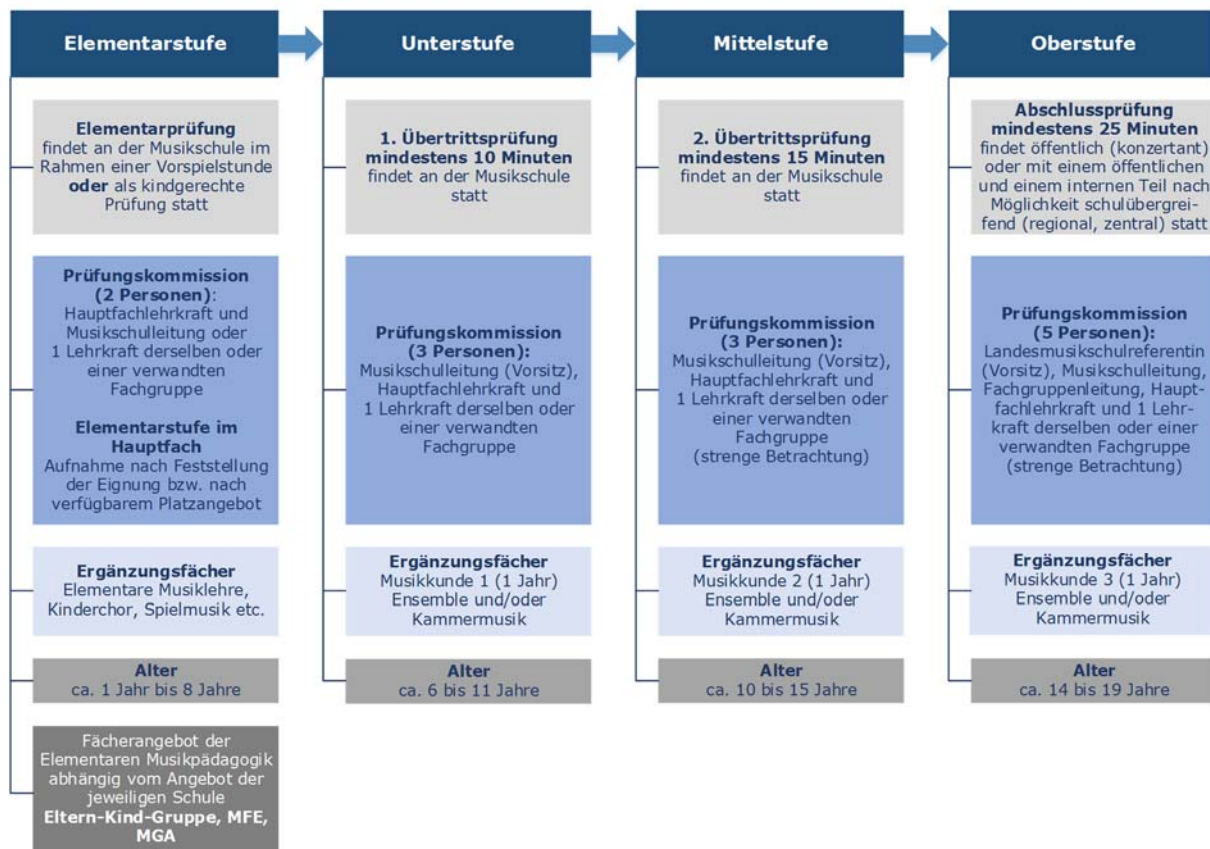 Elementarstufe
Unterstufe
Mittelstufe
Oberstufe
Elementarprüfung
findet an der Musikschule im
Rahmen einer Vorspielstunde
oder als kindgerechte
Prüfung statt
1. Übertrittsprüfung
mindestens 10 Minuten
findet an der Musikschule
statt
2. Übertrittsprüfung
mindestens 15 Minuten
findet an der Musikschule
statt
Abschlussprüfung
mindestens 25 Minuten
findet öffentlich (konzertant)
oder mit einem öffentlichen
und einem internen Teil nach
Möglichkeit schulübergrei-
fend (regional, zentral) statt
Prüfungskommission
(2 Personen):
Hauptfachlehrkraft und
Musikschulleitung oder
1 Lehrkraft derselben oder
einer verwandten
Fachgruppe
Elementarstufe im
Hauptfach
Aufnahme nach Feststellung
der Eignung bzw. nach
verfügbarem Platzangebot
Prüfungskommission
(3 Personen):
Musikschulleitung (Vorsitz),
Hauptfachlehrkraft und
1 Lehrkraft derselben oder
einer verwandten
Fachgruppe
Prüfungskommission
(3 Personen):
Musikschulleitung (Vorsitz),
Hauptfachlehrkraft und
1 Lehrkraft derselben oder
einer verwandten
Fachgruppe
(strenge Betrachtung)
Prüfungskommission
(5 Personen):
Landesmusikschulreferentin
(Vorsitz), Musikschulleitung,
Fachgruppenleitung, Haupt-
fachlehrkraft und 1 Lehr-
kraft derselben oder einer
verwandten Fachgruppe
(strenge Betrachtung)
Ergänzungsfächer
Elementare Musiklehre,
Kinderchor, Spielmusik etc.
Ergänzungsfächer
Musikkunde 1 (1 Jahr)
Ensemble und/oder
Kammermusik
Ergänzungsfächer
Musikkunde 2 (1 Jahr)
Ensemble und/oder
Kammermusik
Ergänzungsfächer
Musikkunde 3 (1 Jahr)
Ensemble und/oder
Kammermusik
Alter
ca. 1 Jahr bis 8 Jahre
Alter
ca. 6 bis 11 Jahre
Alter
ca. 10 bis 15 Jahre
Alter
ca. 14 bis 19 Jahre
Fächerangebot der
Elementaren Musikpädagogik
abhängig vom Angebot der
jeweiligen Schule
Eltern-Kind-Gruppe, MFE,
MGA